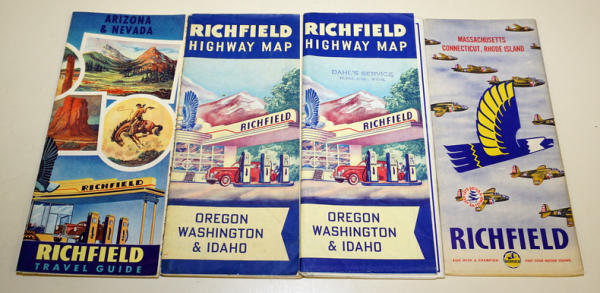 ARIZONA
& NEVADA
RICHFIELD
RICHFIELD
TRAVEL GUIDE
RICHFIELD
HIGHWAY MAP
RICHFIELD
OREGON
WASHINGTON
& IDAHO
RICHFIELD
HIGHWAY MAP
DAHL'S SERVICE
RICHFIELD
OREGON
WASHINGTON
& IDAHO
MASSACHUSETTS
CONNECTICUT, RHODE ISLAND
RICHFIELD